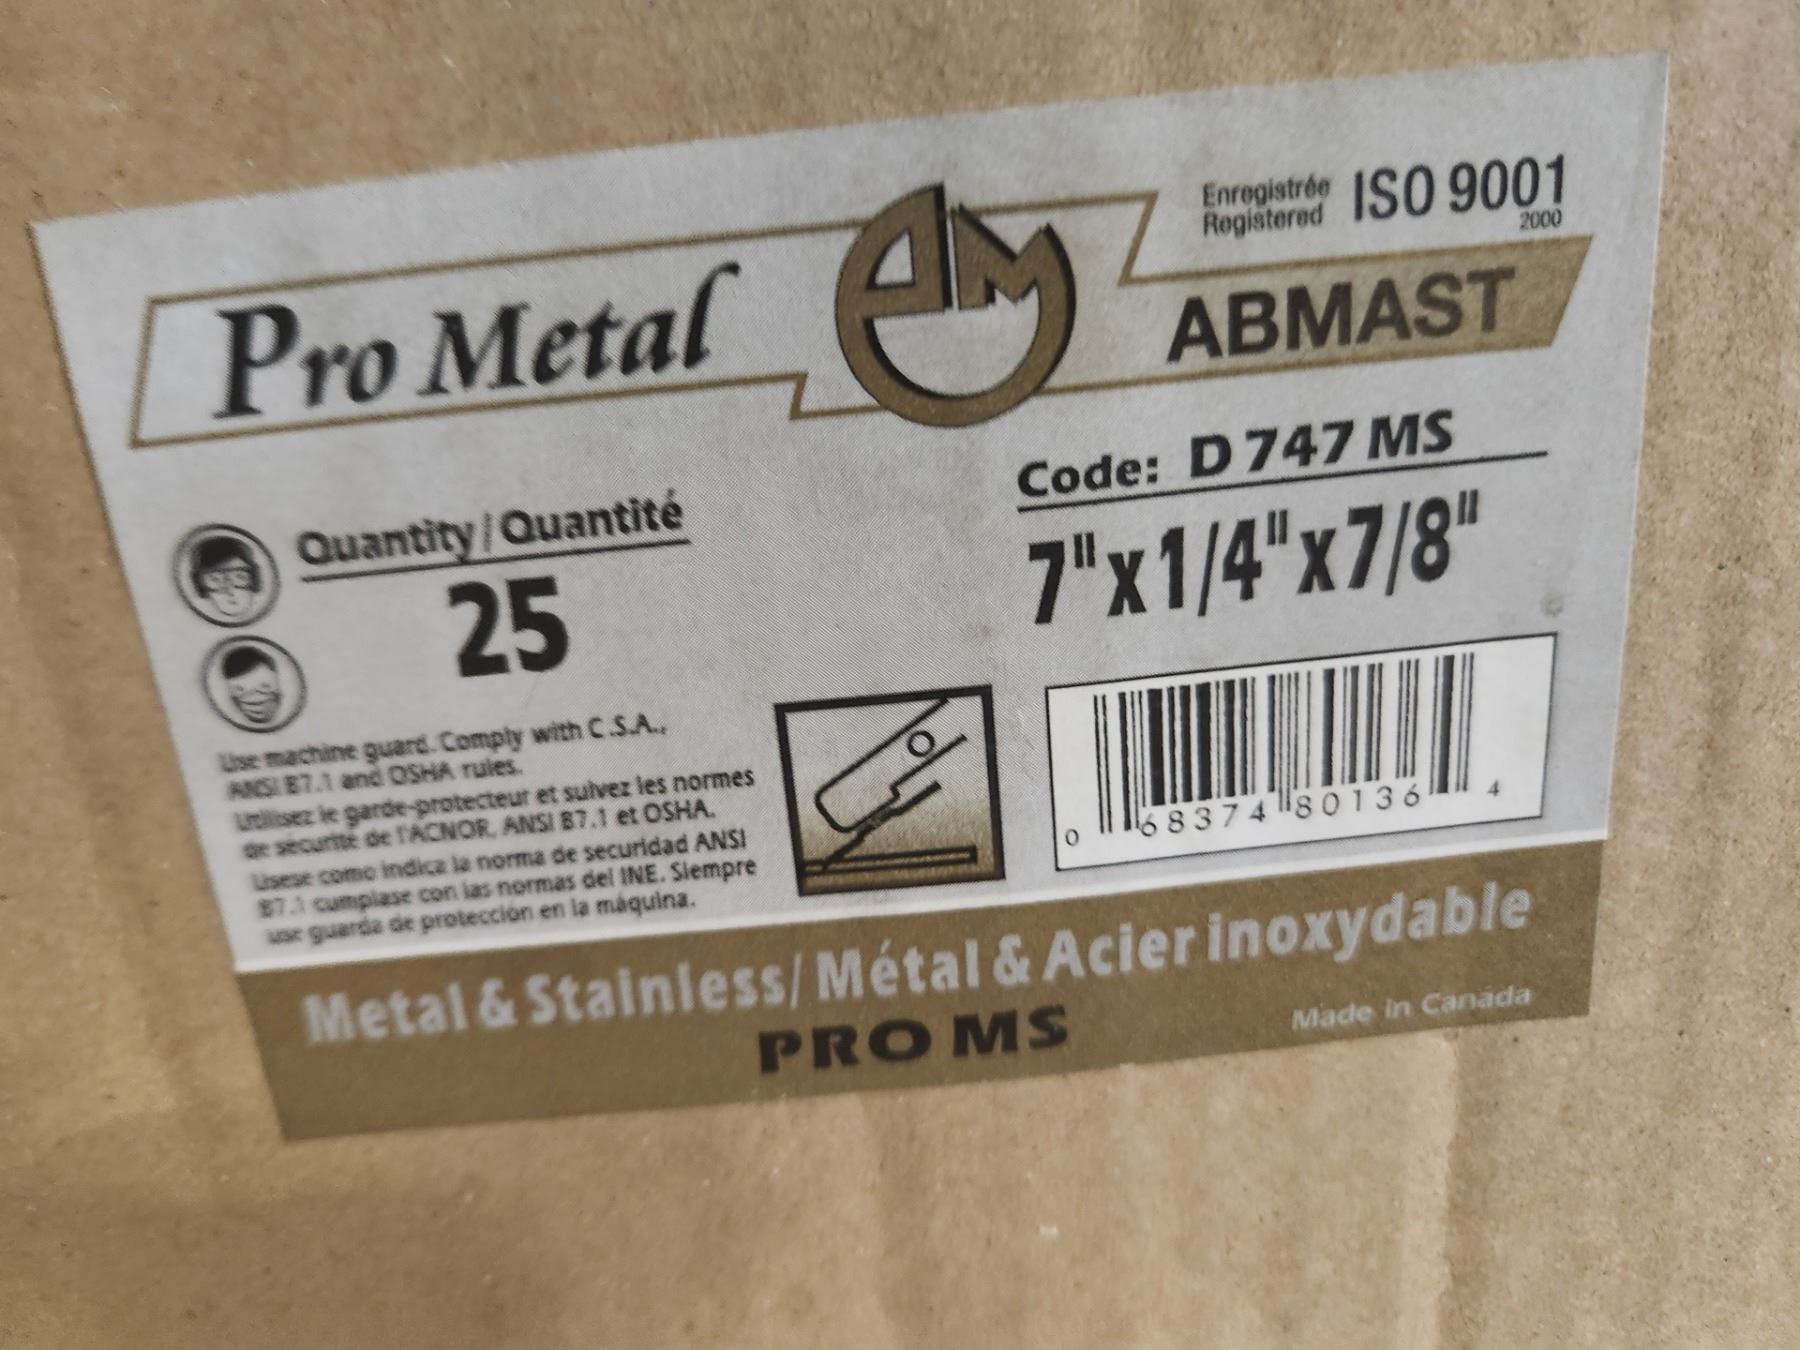 Pro Metal
Enregistrée
Registered
ISO 9001
2000
ABMAST
Code: D 747 MS
7"x1/4"x7/8"
Quantity/Quantité
25
Use machine guard. Comply with C.S.A.,
ANSI B7.1 and OSHA rules.
Utilisez le garde-protecteur et suivez les normes
de sécurité de l'ACNOR, ANSI B7.1 et OSHA.
Usese como indica la norma de securidad ANSI
B7.1 cumplase con las normas del INE. Siempre
use guarda de protección en la máquina.
0 68374 80136 4
Metal & Stainless/Métal & Acier inoxydable
PRO MS
Made in Canada